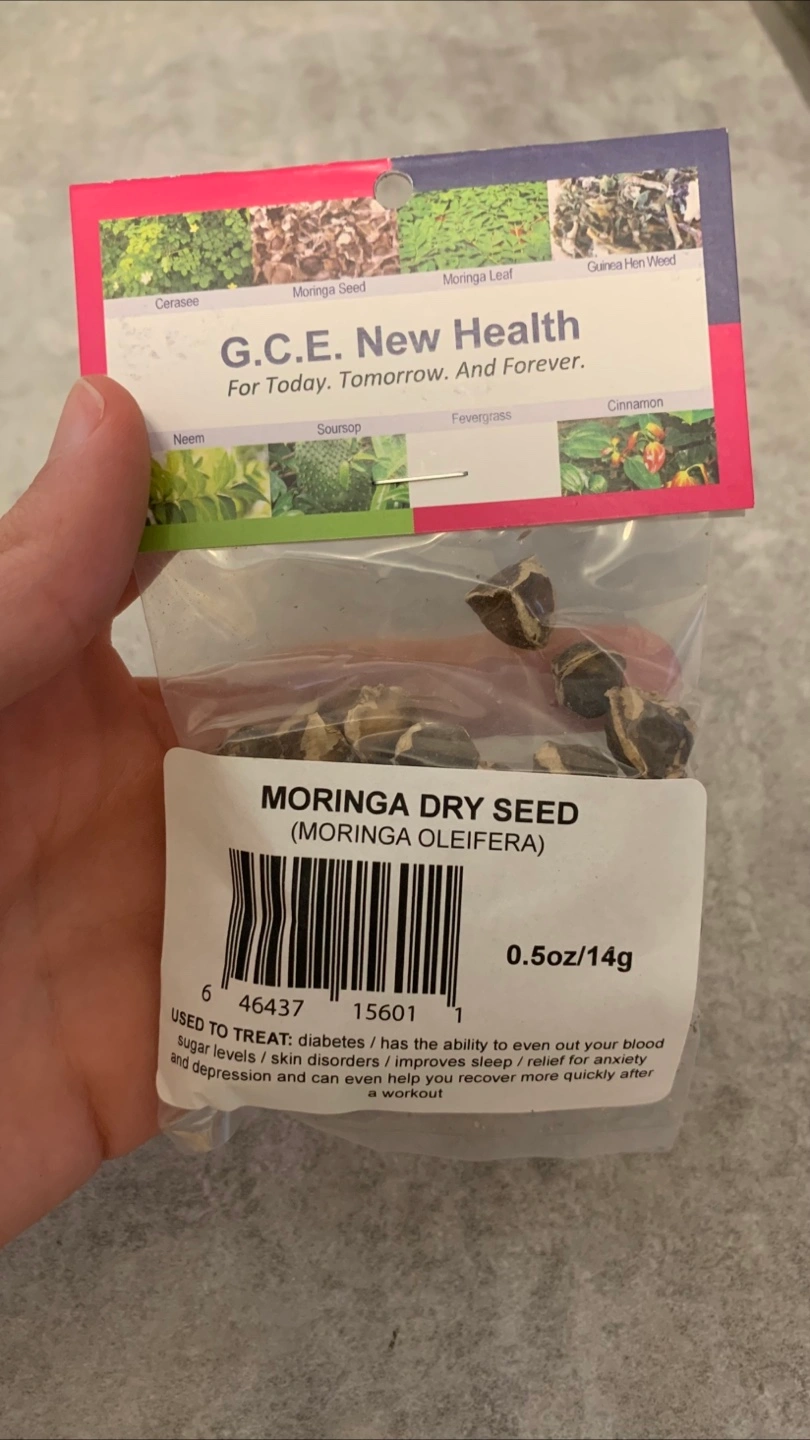 Cerasee
Moringa Seed
Moringa Leaf
Guinea Hen Weed
G.C.E. New Health
For Today. Tomorrow. And Forever.
Neem
Soursop
Fevergrass
Cinnamon
MORINGA DRY SEED
(MORINGA OLEIFERA)
0.5oz/14g
6 46437 15601 1
USED TO TREAT: diabetes / has the ability to even out your blood
sugar levels / skin disorders / improves sleep / relief for anxiety
and depression and can even help you recover more quickly after
a workout